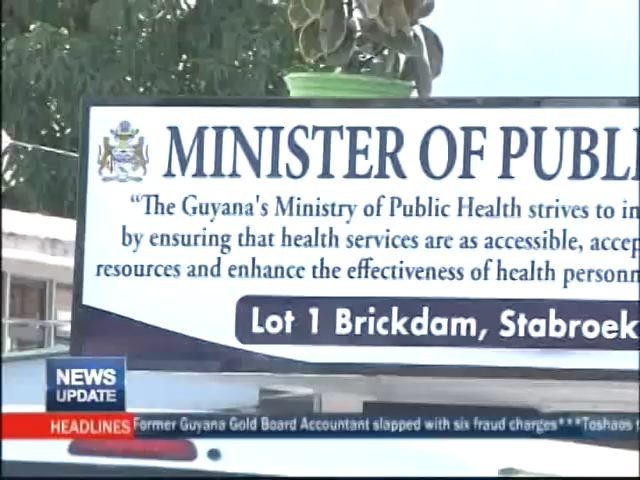 MINISTER OF PUBLI
"The Guyana's Ministry of Public Health strives to im
by ensuring that health services are as accessible, accep
resources and enhance the effectiveness of health personn
Lot 1 Brickdam, Stabroek
NEWS
UPDATE
HEADLINES Former Guyana Gold Board Accountant slapped with six fraud charges***Toshaos